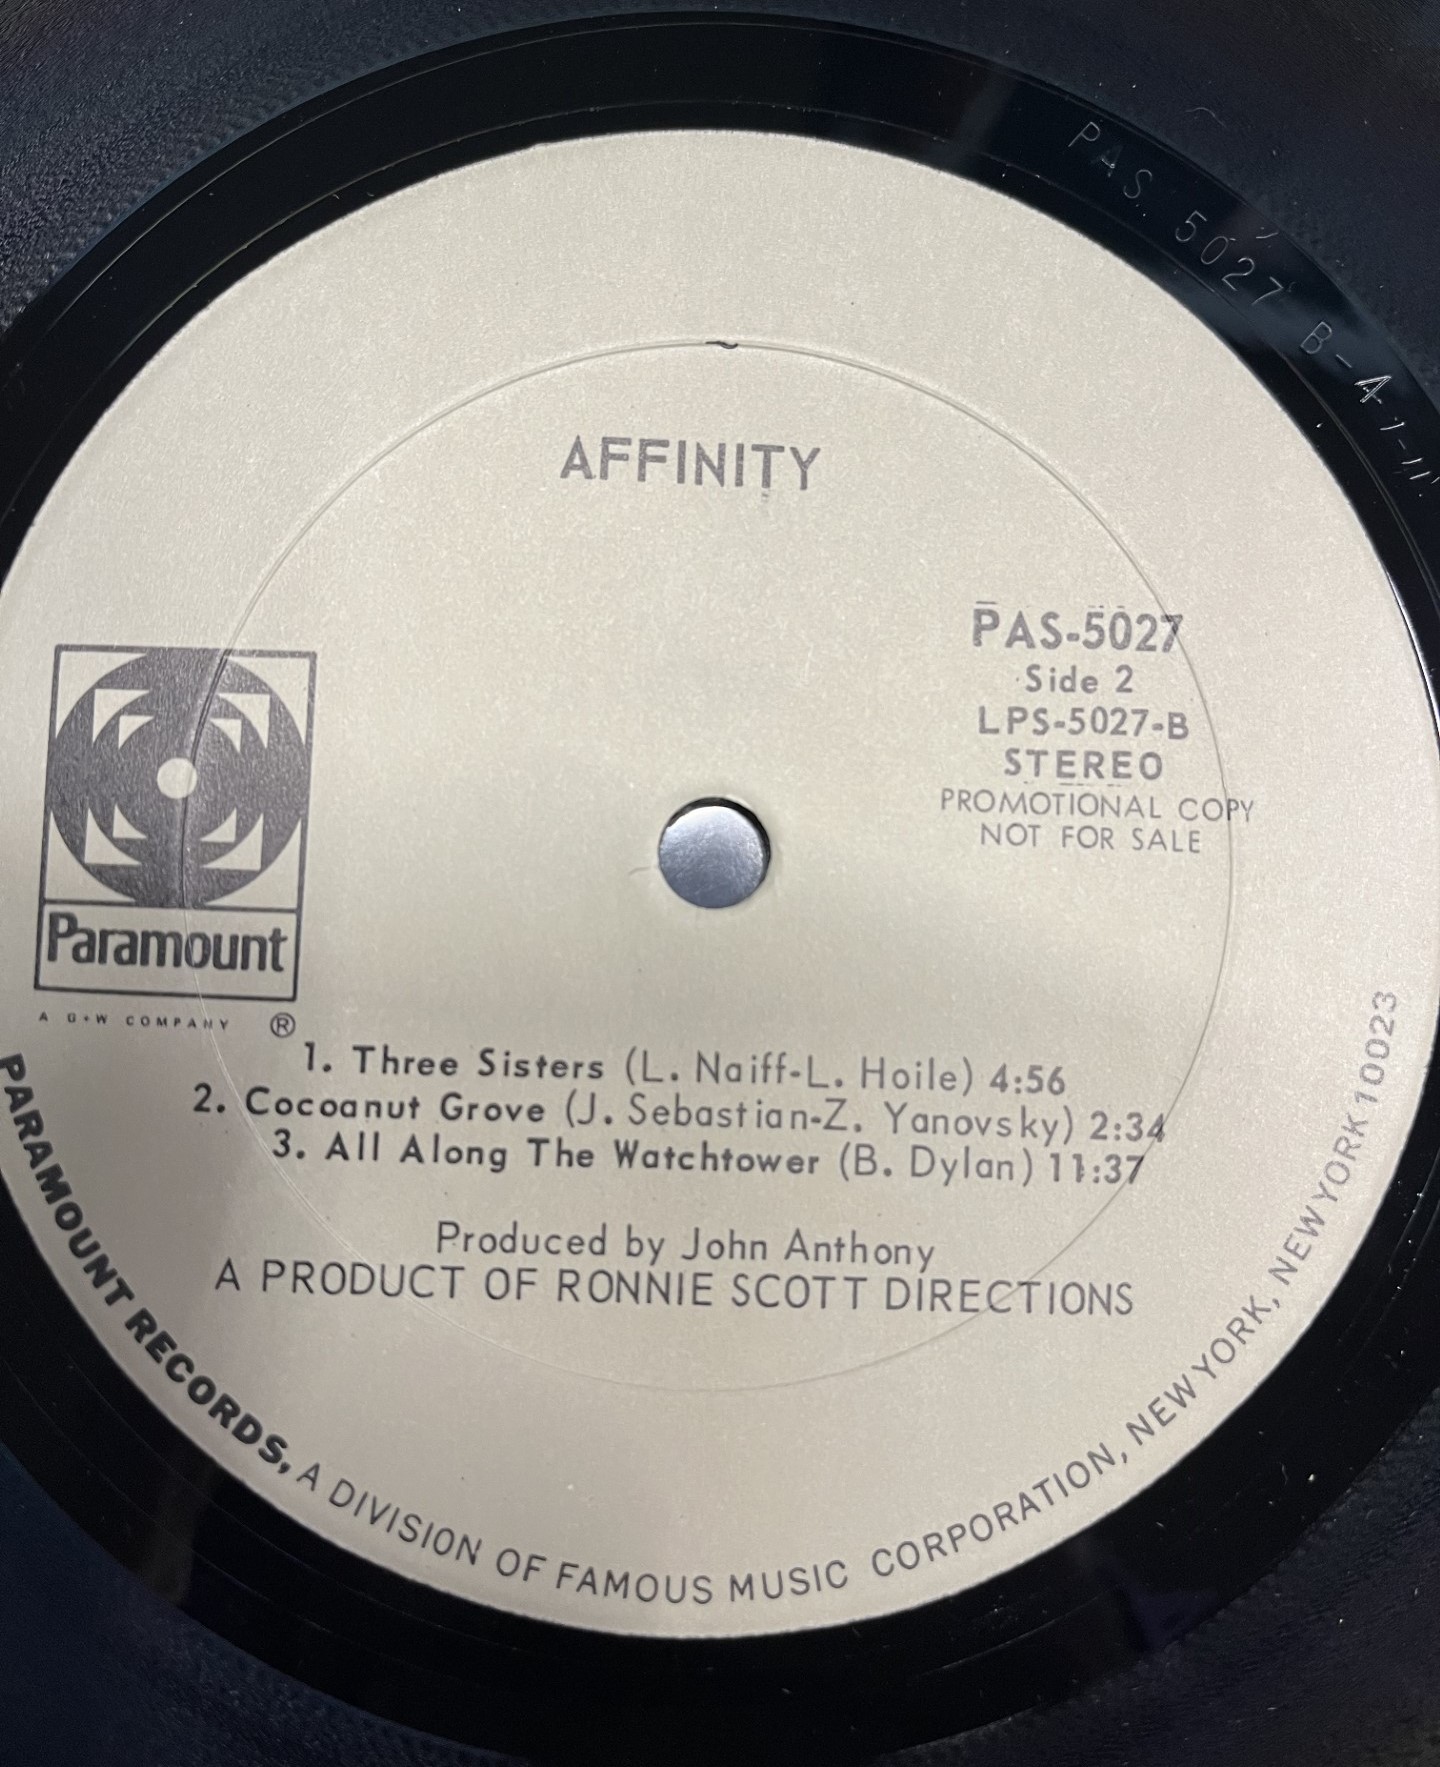 PAS. 5027 B-4
AFFINITY
PAS-5027
Side 2
LPS-5027-B
STEREO
PROMOTIONAL COPY
NOT FOR SALE
Paramount
A G+W COMPANY ®
1. Three Sisters (L. Naiff-L. Hoile) 4:56
2. Cocoanut Grove (J. Sebastian-Z. Yanovsky) 2:34
3. All Along The Watchtower (B. Dylan) 11:37
Produced by John Anthony
A PRODUCT OF RONNIE SCOTT DIRECTIONS
PARAMOUNT RECORDS, A DIVISION OF FAMOUS MUSIC CORPORATION, NEW YORK, NEW YORK 10023